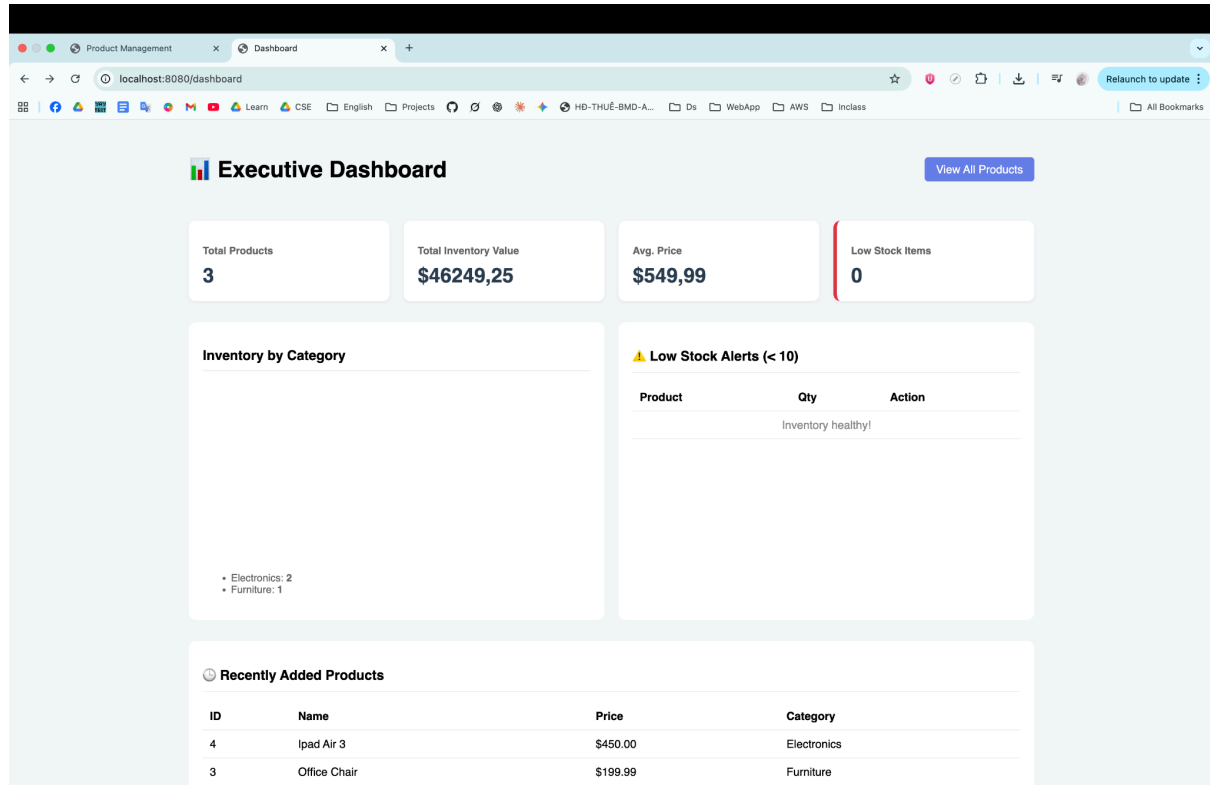 Product Management
Dashboard
localhost:8080/dashboard
Relaunch to update
Learn
CSE
English
Projects
HĐ-THUÊ-BMD-A...
Ds
WebApp
AWS
Inclass
All Bookmarks
Executive Dashboard
View All Products
Total Products
3
Total Inventory Value
$46249,25
Avg. Price
$549,99
Low Stock Items
0
Inventory by Category
• Electronics: 2
• Furniture: 1
Low Stock Alerts (< 10)
Product Qty Action
Inventory healthy!
Recently Added Products
ID Name Price Category
4 Ipad Air 3 $450.00 Electronics
3 Office Chair $199.99 Furniture